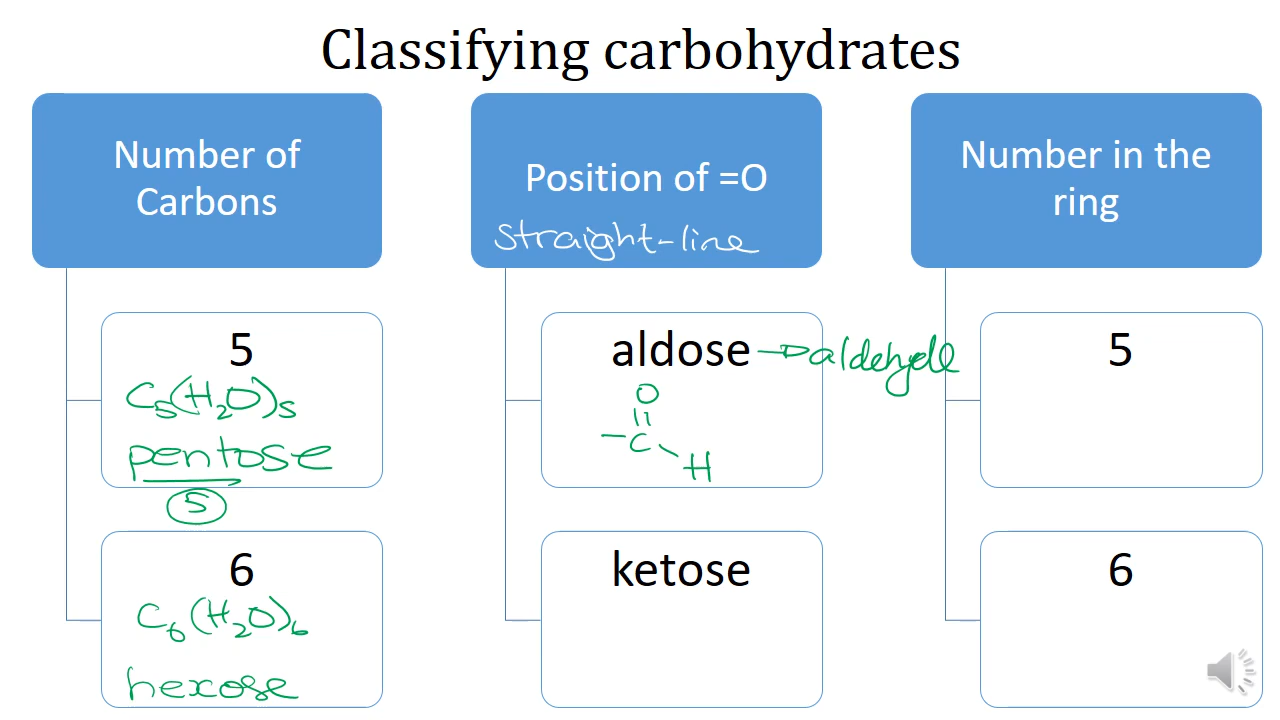 Classifying carbohydrates
Number of
Carbons
5
C₅(H₂O)₅
pentose
5
6
C₆(H₂O)₆
hexose
Position of =O
straight-line
aldose → aldehyde
O
-C
H
ketose
Number in the
ring
5
6